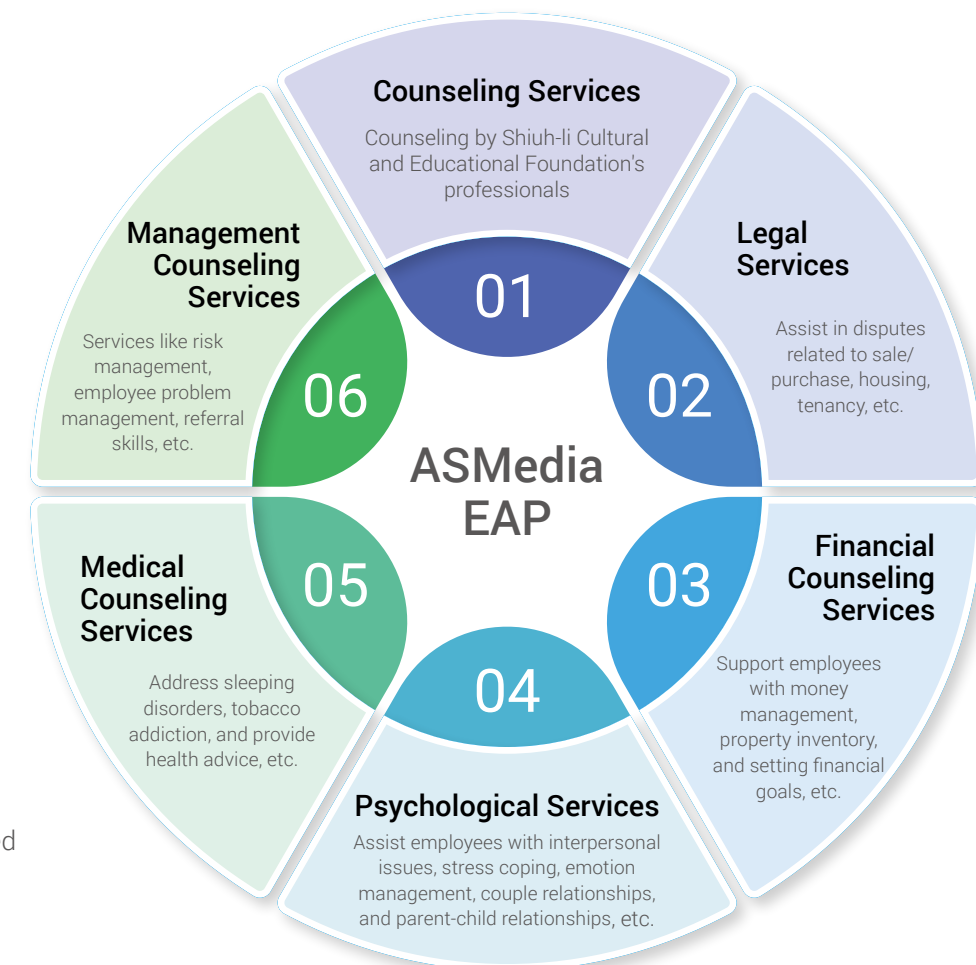 ASMedia
EAP
01
Counseling Services
Counseling by Shiuh-li Cultural
and Educational Foundation's
professionals
02
Legal
Services
Assist in disputes
related to sale/
purchase, housing,
tenancy, etc.
03
Financial
Counseling
Services
Support employees
with money
management,
property inventory,
and setting financial
goals, etc.
04
Psychological Services
Assist employees with interpersonal
issues, stress coping, emotion
management, couple relationships,
and parent-child relationships, etc.
05
Medical
Counseling
Services
Address sleeping
disorders, tobacco
addiction, and provide
health advice, etc.
06
Management
Counseling
Services
Services like risk
management,
employee problem
management, referral
skills, etc.